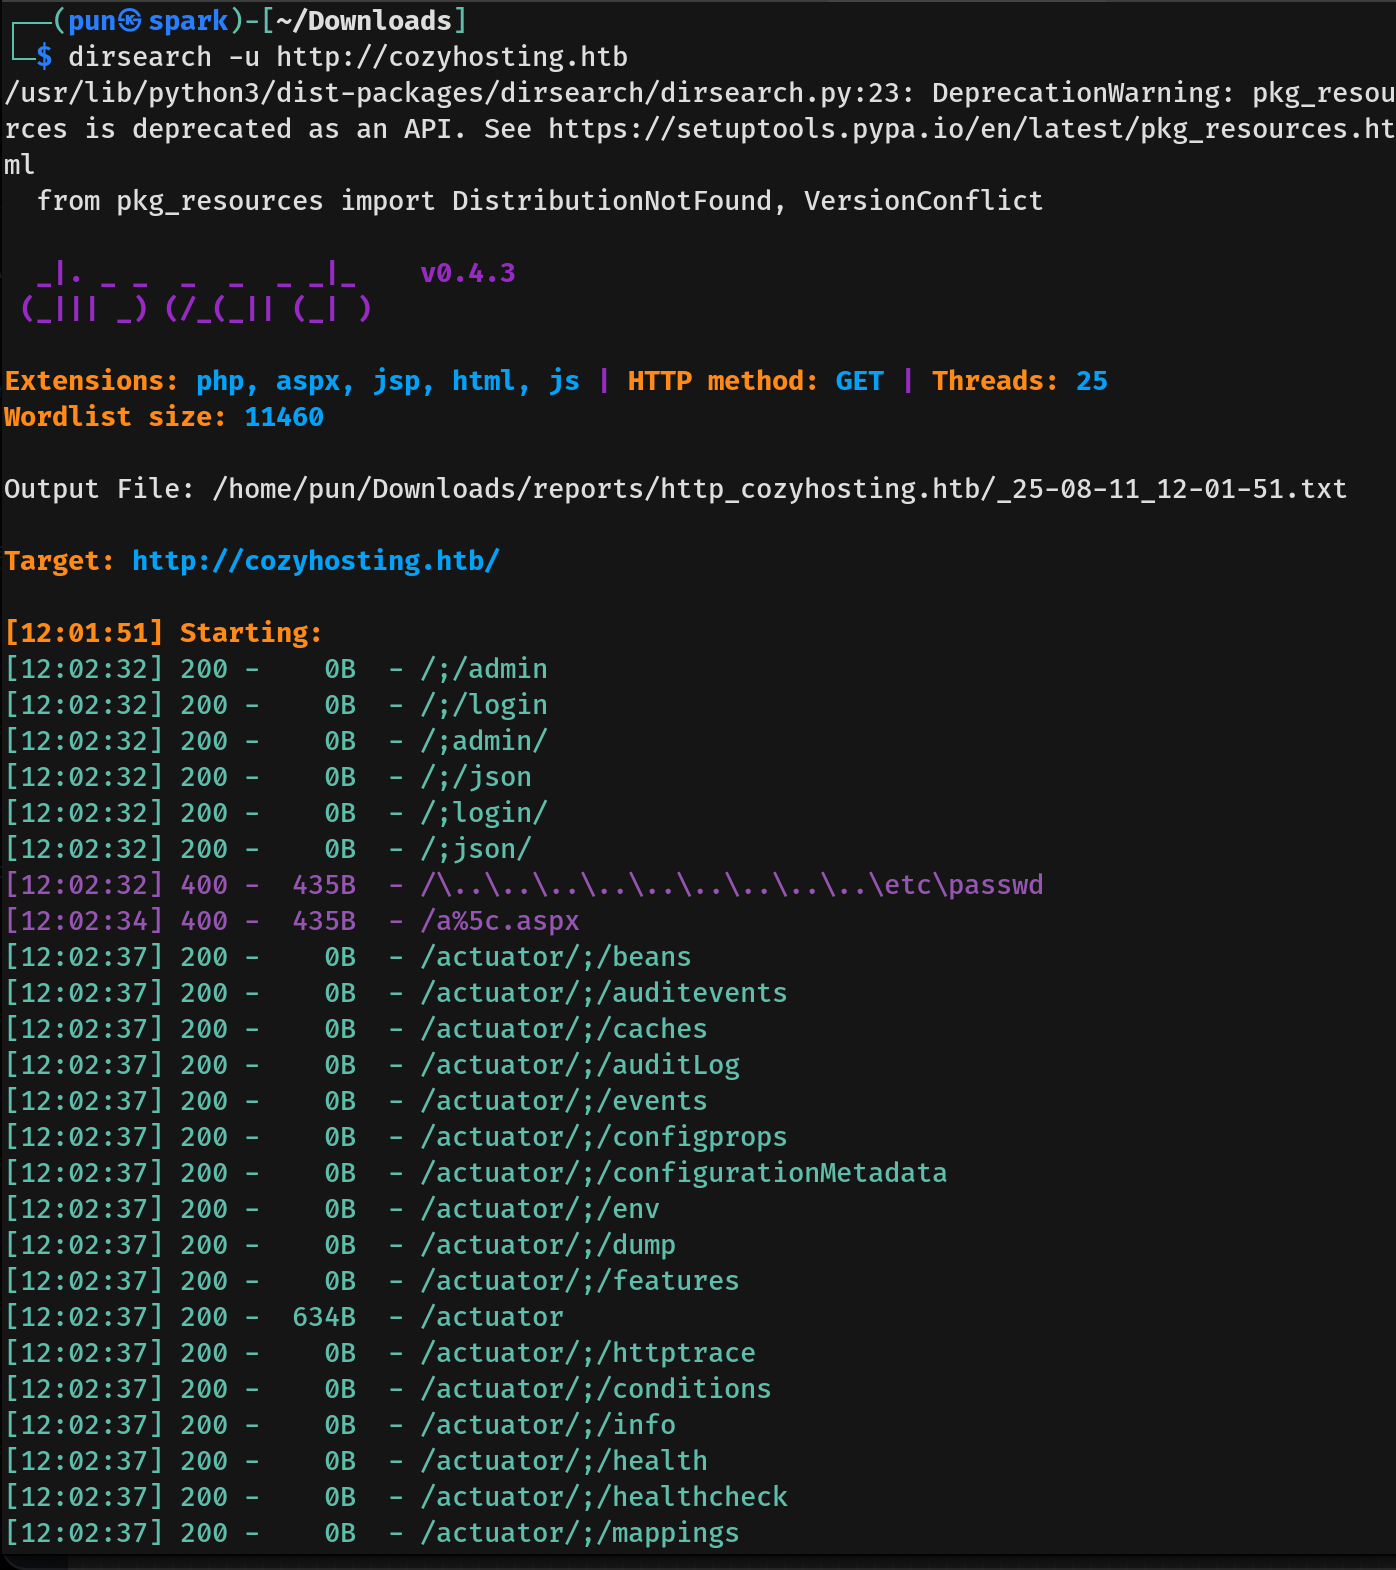 ┌──(pun㉿spark)-[~/Downloads]
└─$ dirsearch -u http://cozyhosting.htb
/usr/lib/python3/dist-packages/dirsearch/dirsearch.py:23: DeprecationWarning: pkg_resou
rces is deprecated as an API. See https://setuptools.pypa.io/en/latest/pkg_resources.ht
ml
  from pkg_resources import DistributionNotFound, VersionConflict

  _|. _ _  _  _  _ _|_    v0.4.3
 (_||| _) (/_(_|| (_| )

Extensions: php, aspx, jsp, html, js | HTTP method: GET | Threads: 25
Wordlist size: 11460

Output File: /home/pun/Downloads/reports/http_cozyhosting.htb/_25-08-11_12-01-51.txt

Target: http://cozyhosting.htb/

[12:01:51] Starting:
[12:02:32] 200 -    0B  - /;/admin
[12:02:32] 200 -    0B  - /;/login
[12:02:32] 200 -    0B  - /;admin/
[12:02:32] 200 -    0B  - /;/json
[12:02:32] 200 -    0B  - /;login/
[12:02:32] 200 -    0B  - /;json/
[12:02:32] 400 -  435B  - /\..\..\..\..\..\..\..\..\..\etc\passwd
[12:02:34] 400 -  435B  - /a%5c.aspx
[12:02:37] 200 -    0B  - /actuator/;/beans
[12:02:37] 200 -    0B  - /actuator/;/auditevents
[12:02:37] 200 -    0B  - /actuator/;/caches
[12:02:37] 200 -    0B  - /actuator/;/auditLog
[12:02:37] 200 -    0B  - /actuator/;/events
[12:02:37] 200 -    0B  - /actuator/;/configprops
[12:02:37] 200 -    0B  - /actuator/;/configurationMetadata
[12:02:37] 200 -    0B  - /actuator/;/env
[12:02:37] 200 -    0B  - /actuator/;/dump
[12:02:37] 200 -    0B  - /actuator/;/features
[12:02:37] 200 -  634B  - /actuator
[12:02:37] 200 -    0B  - /actuator/;/httptrace
[12:02:37] 200 -    0B  - /actuator/;/conditions
[12:02:37] 200 -    0B  - /actuator/;/info
[12:02:37] 200 -    0B  - /actuator/;/health
[12:02:37] 200 -    0B  - /actuator/;/healthcheck
[12:02:37] 200 -    0B  - /actuator/;/mappings